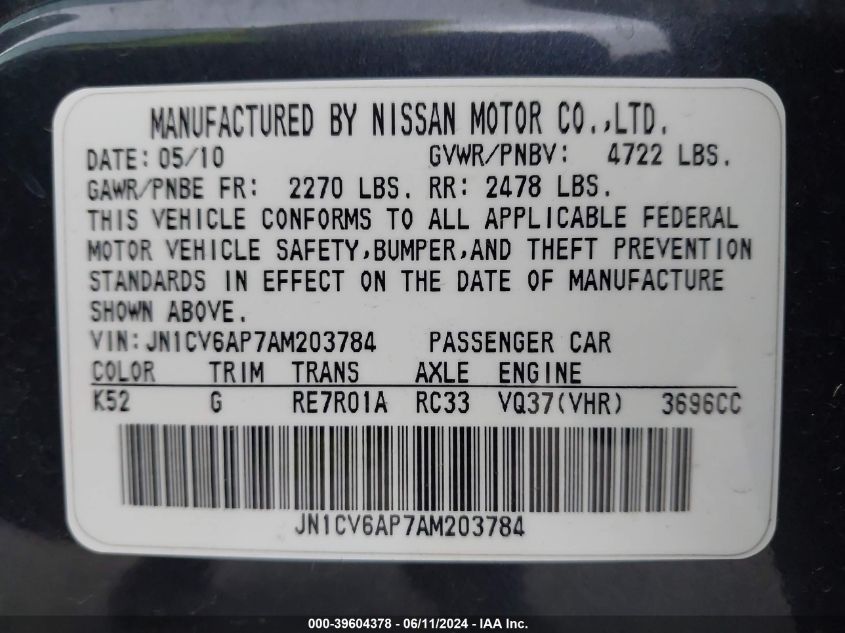 MANUFACTURED BY NISSAN MOTOR CO.,LTD.
DATE: 05/10 GVWR/PNBV: 4722 LBS.
GAWR/PNBE FR: 2270 LBS. RR: 2478 LBS.
THIS VEHICLE CONFORMS TO ALL APPLICABLE FEDERAL
MOTOR VEHICLE SAFETY,BUMPER,AND THEFT PREVENTION
STANDARDS IN EFFECT ON THE DATE OF MANUFACTURE
SHOWN ABOVE.
VIN:JN1CV6AP7AM203784 PASSENGER CAR
COLOR TRIM TRANS AXLE ENGINE
K52 G RE7R01A RC33 VQ37(VHR) 3696CC
JN1CV6AP7AM203784
000-39604378 - 06/11/2024 - IAA Inc.